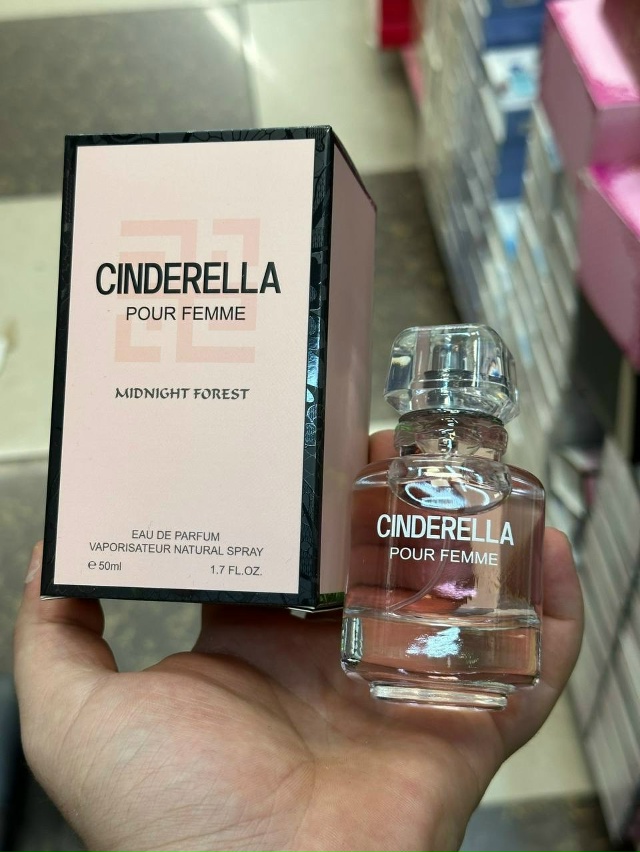 CINDERELLA
POUR FEMME
MIDNIGHT FOREST
EAU DE PARFUM
VAPORISATEUR NATURAL SPRAY
℮ 50ml 1.7 FL.OZ.
CINDERELLA
POUR FEMME